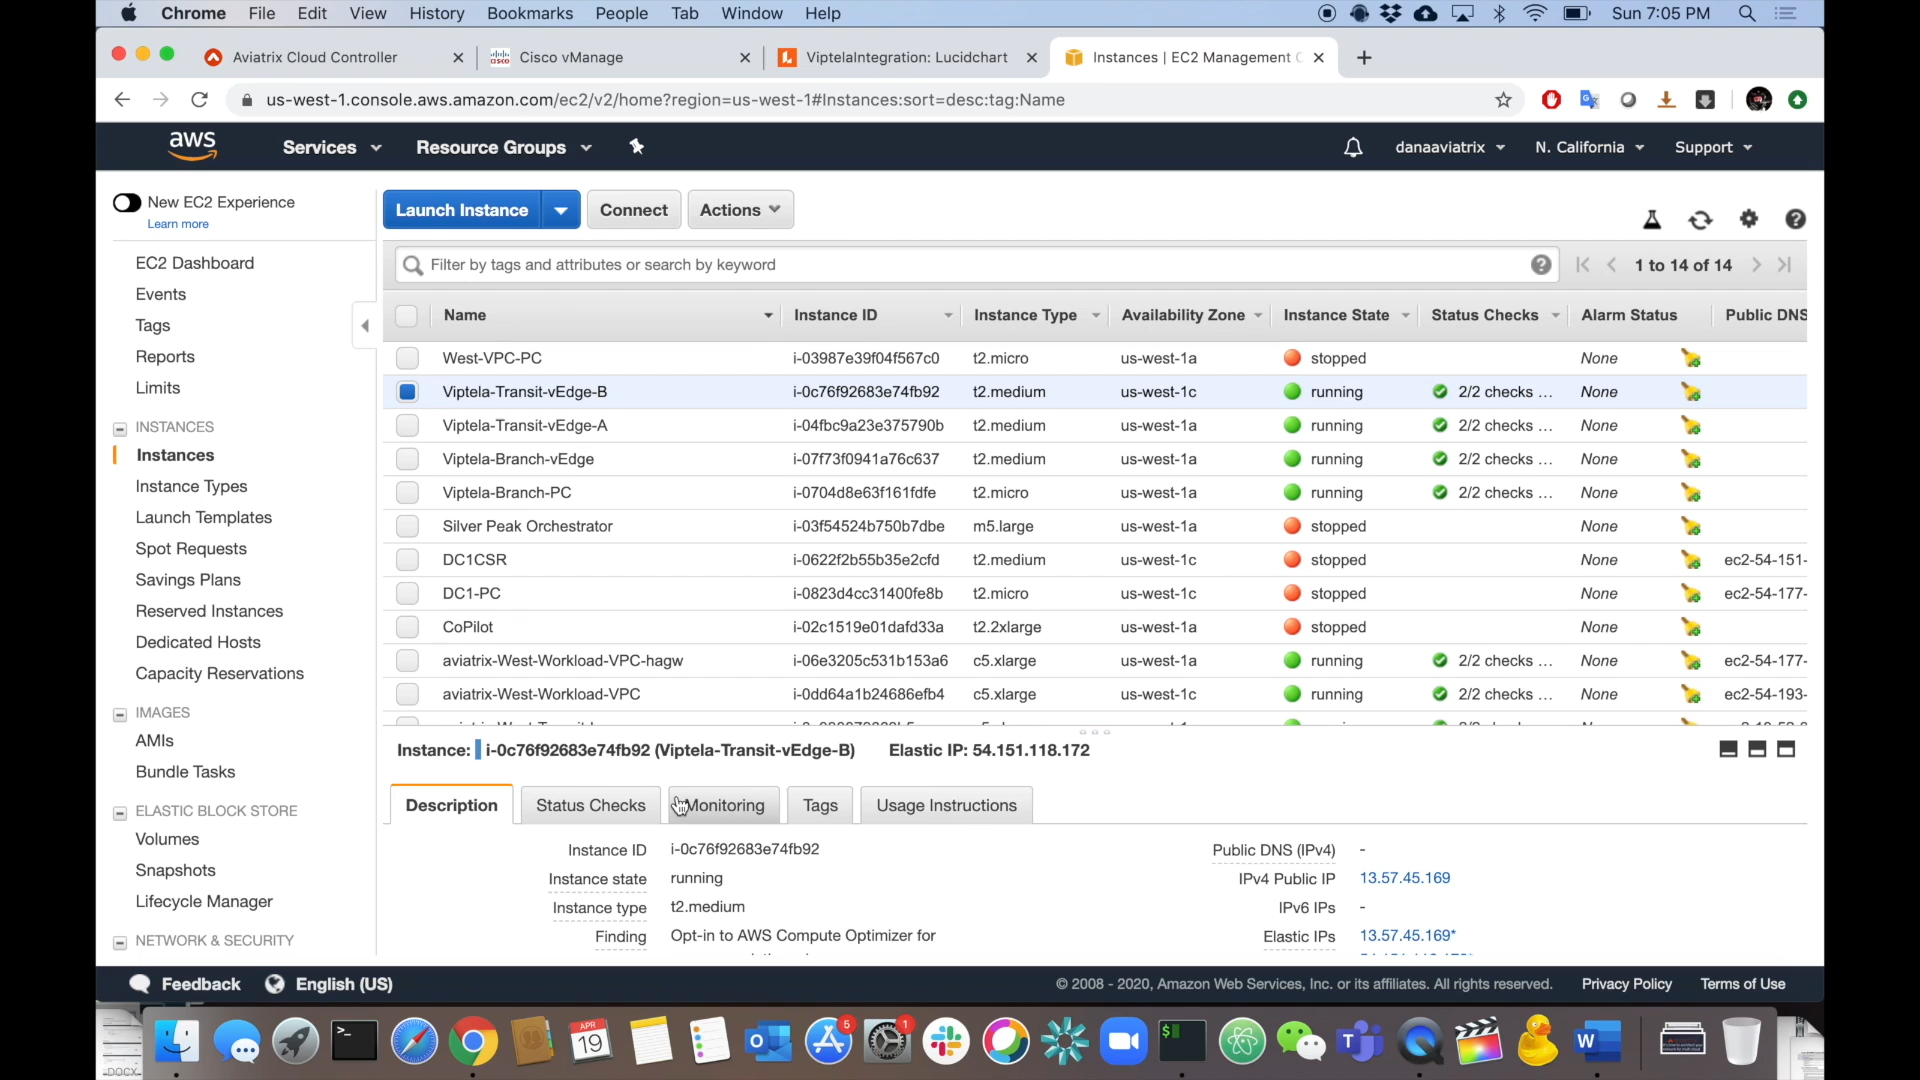 Chrome File Edit View History Bookmarks People Tab Window Help Sun 7:05 PM
Aviatrix Cloud Controller
Cisco vManage
ViptelaIntegration: Lucidchart
Instances | EC2 Management C
us-west-1.console.aws.amazon.com/ec2/v2/home?region=us-west-1#Instances:sort=desc:tag:Name
aws Services Resource Groups danaaviatrix N. California Support
New EC2 Experience
Learn more
EC2 Dashboard
Events
Tags
Reports
Limits
INSTANCES
Instances
Instance Types
Launch Templates
Spot Requests
Savings Plans
Reserved Instances
Dedicated Hosts
Capacity Reservations
IMAGES
AMIs
Bundle Tasks
ELASTIC BLOCK STORE
Volumes
Snapshots
Lifecycle Manager
NETWORK & SECURITY
Launch Instance Connect Actions
Filter by tags and attributes or search by keyword 1 to 14 of 14
Name Instance ID Instance Type Availability Zone Instance State Status Checks Alarm Status Public DNS
West-VPC-PC i-03987e39f04f567c0 t2.micro us-west-1a stopped None
Viptela-Transit-vEdge-B i-0c76f92683e74fb92 t2.medium us-west-1c running 2/2 checks ... None
Viptela-Transit-vEdge-A i-04fbc9a23e375790b t2.medium us-west-1a running 2/2 checks ... None
Viptela-Branch-vEdge i-07f73f0941a76c637 t2.medium us-west-1a running 2/2 checks ... None
Viptela-Branch-PC i-0704d8e63f161fdfe t2.micro us-west-1a running 2/2 checks ... None
Silver Peak Orchestrator i-03f54524b750b7dbe m5.large us-west-1a stopped None
DC1CSR i-0622f2b55b35e2cfd t2.medium us-west-1c stopped None ec2-54-151-
DC1-PC i-0823d4cc31400fe8b t2.micro us-west-1c stopped None ec2-54-177-
CoPilot i-02c1519e01dafd33a t2.2xlarge us-west-1a stopped None
aviatrix-West-Workload-VPC-hagw i-06e3205c531b153a6 c5.xlarge us-west-1a running 2/2 checks ... None ec2-54-177-
aviatrix-West-Workload-VPC i-0dd64a1b24686efb4 c5.xlarge us-west-1c running 2/2 checks ... None ec2-54-193-
Instance: i-0c76f92683e74fb92 (Viptela-Transit-vEdge-B) Elastic IP: 54.151.118.172
Description Status Checks Monitoring Tags Usage Instructions
Instance ID i-0c76f92683e74fb92
Instance state running
Instance type t2.medium
Finding Opt-in to AWS Compute Optimizer for
Public DNS (IPv4) -
IPv4 Public IP 13.57.45.169
IPv6 IPs -
Elastic IPs 13.57.45.169*
Feedback English (US) © 2008 - 2020, Amazon Web Services, Inc. or its affiliates. All rights reserved. Privacy Policy Terms of Use
APR
19
5
1
.DOCX